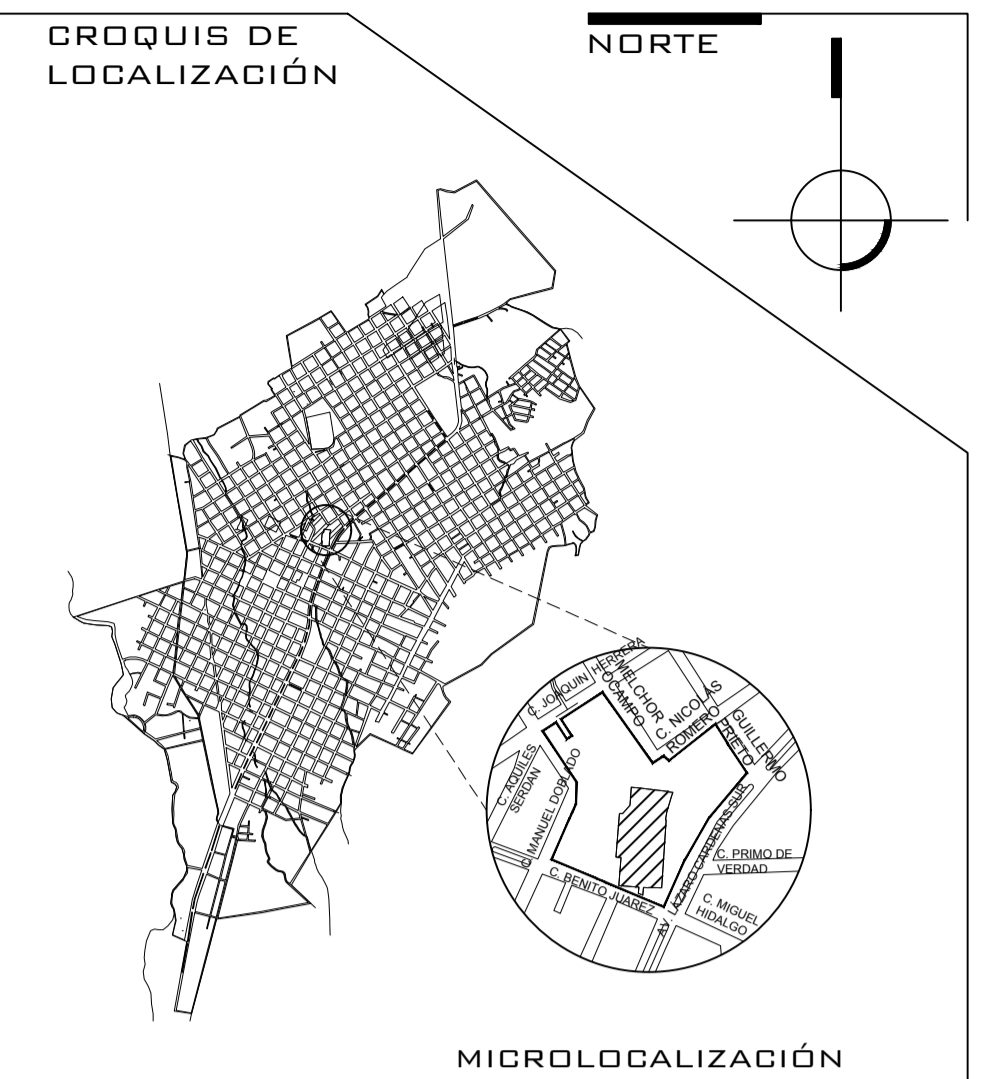 CROQUIS DE
LOCALIZACIÓN
NORTE
C. JOAQUIN HERRERA
MELCHOR
OCAMPO
C. NICOLAS
ROMERO
GUILLERMO
PRIETO
C. AQUILES
SERDAN
C. MANUEL DOBLADO
AV. LAZARO CARDENAS SUR
C. PRIMO DE
VERDAD
C. BENITO JUAREZ
C. MIGUEL
HIDALGO
MICROLOCALIZACIÓN